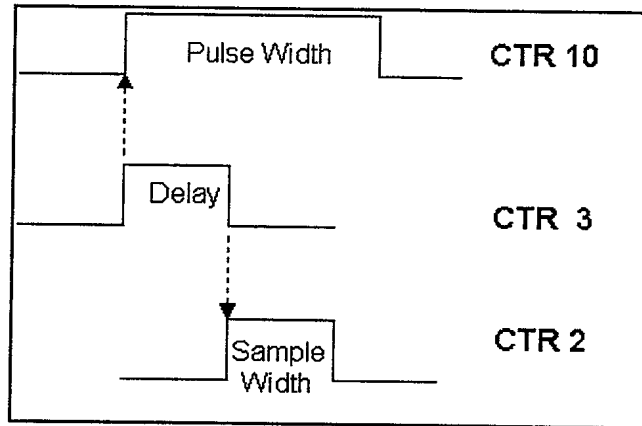 Pulse Width CTR 10
Delay
CTR 3
CTR 2
Sample
Width